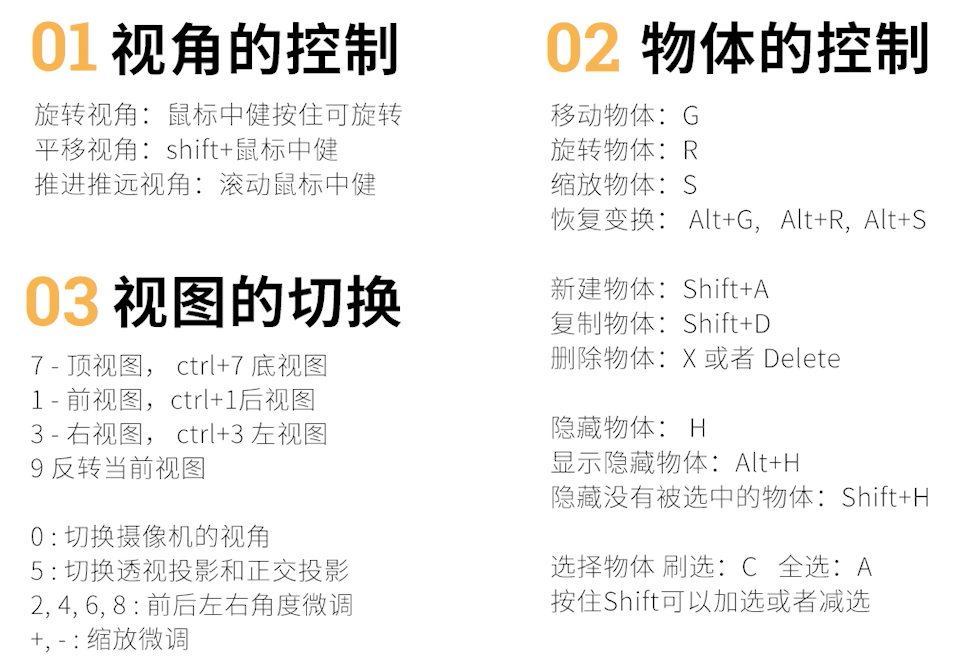 01 视角的控制
旋转视角：鼠标中健按住可旋转
平移视角：shift+鼠标中健
推进推远视角：滚动鼠标中健
03 视图的切换
7 - 顶视图， ctrl+7 底视图
1 - 前视图，ctrl+1后视图
3 - 右视图， ctrl+3 左视图
9 反转当前视图
0 : 切换摄像机的视角
5 : 切换透视投影和正交投影
2, 4, 6, 8 : 前后左右角度微调
+, - : 缩放微调
02 物体的控制
移动物体：G
旋转物体：R
缩放物体：S
恢复变换： Alt+G, Alt+R, Alt+S
新建物体：Shift+A
复制物体：Shift+D
删除物体：X 或者 Delete
隐藏物体： H
显示隐藏物体：Alt+H
隐藏没有被选中的物体：Shift+H
选择物体 刷选：C 全选：A
按住Shift可以加选或者减选